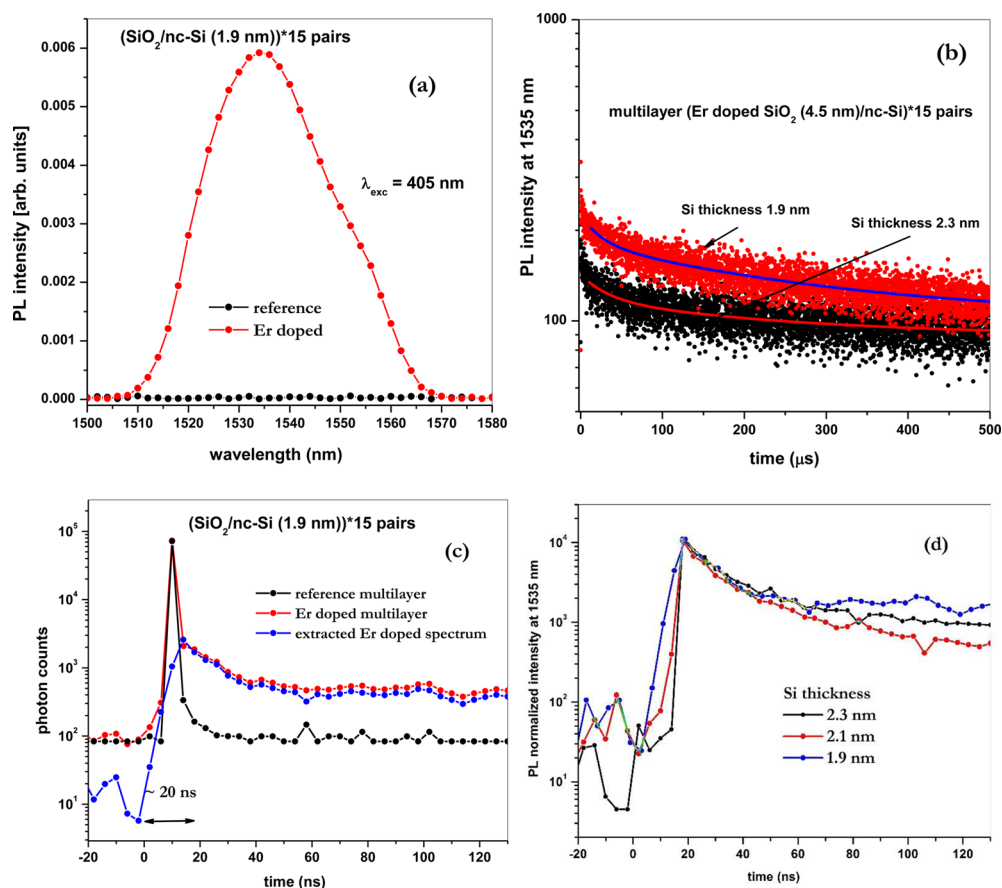 (SiO2/nc-Si (1.9 nm))*15 pairs
(a)
λexc = 405 nm
reference
Er doped
PL intensity [arb. units]
0.006
0.005
0.004
0.003
0.002
0.001
0.000
1500 1510 1520 1530 1540 1550 1560 1570 1580
wavelength (nm)
(b)
multilayer (Er doped SiO2 (4.5 nm)/nc-Si)*15 pairs
Si thickness 1.9 nm
Si thickness 2.3 nm
PL intensity at 1535 nm
1000
100
0 100 200 300 400 500
time (μs)
(SiO2/nc-Si (1.9 nm))*15 pairs
(c)
reference multilayer
Er doped multilayer
extracted Er doped spectrum
~ 20 ns
photon counts
10^5
10^4
10^3
10^2
10^1
-20 0 20 40 60 80 100 120
time (ns)
(d)
Si thickness
2.3 nm
2.1 nm
1.9 nm
PL normalized intensity at 1535 nm
10^4
10^3
10^2
10^1
-20 0 20 40 60 80 100 120
time (ns)